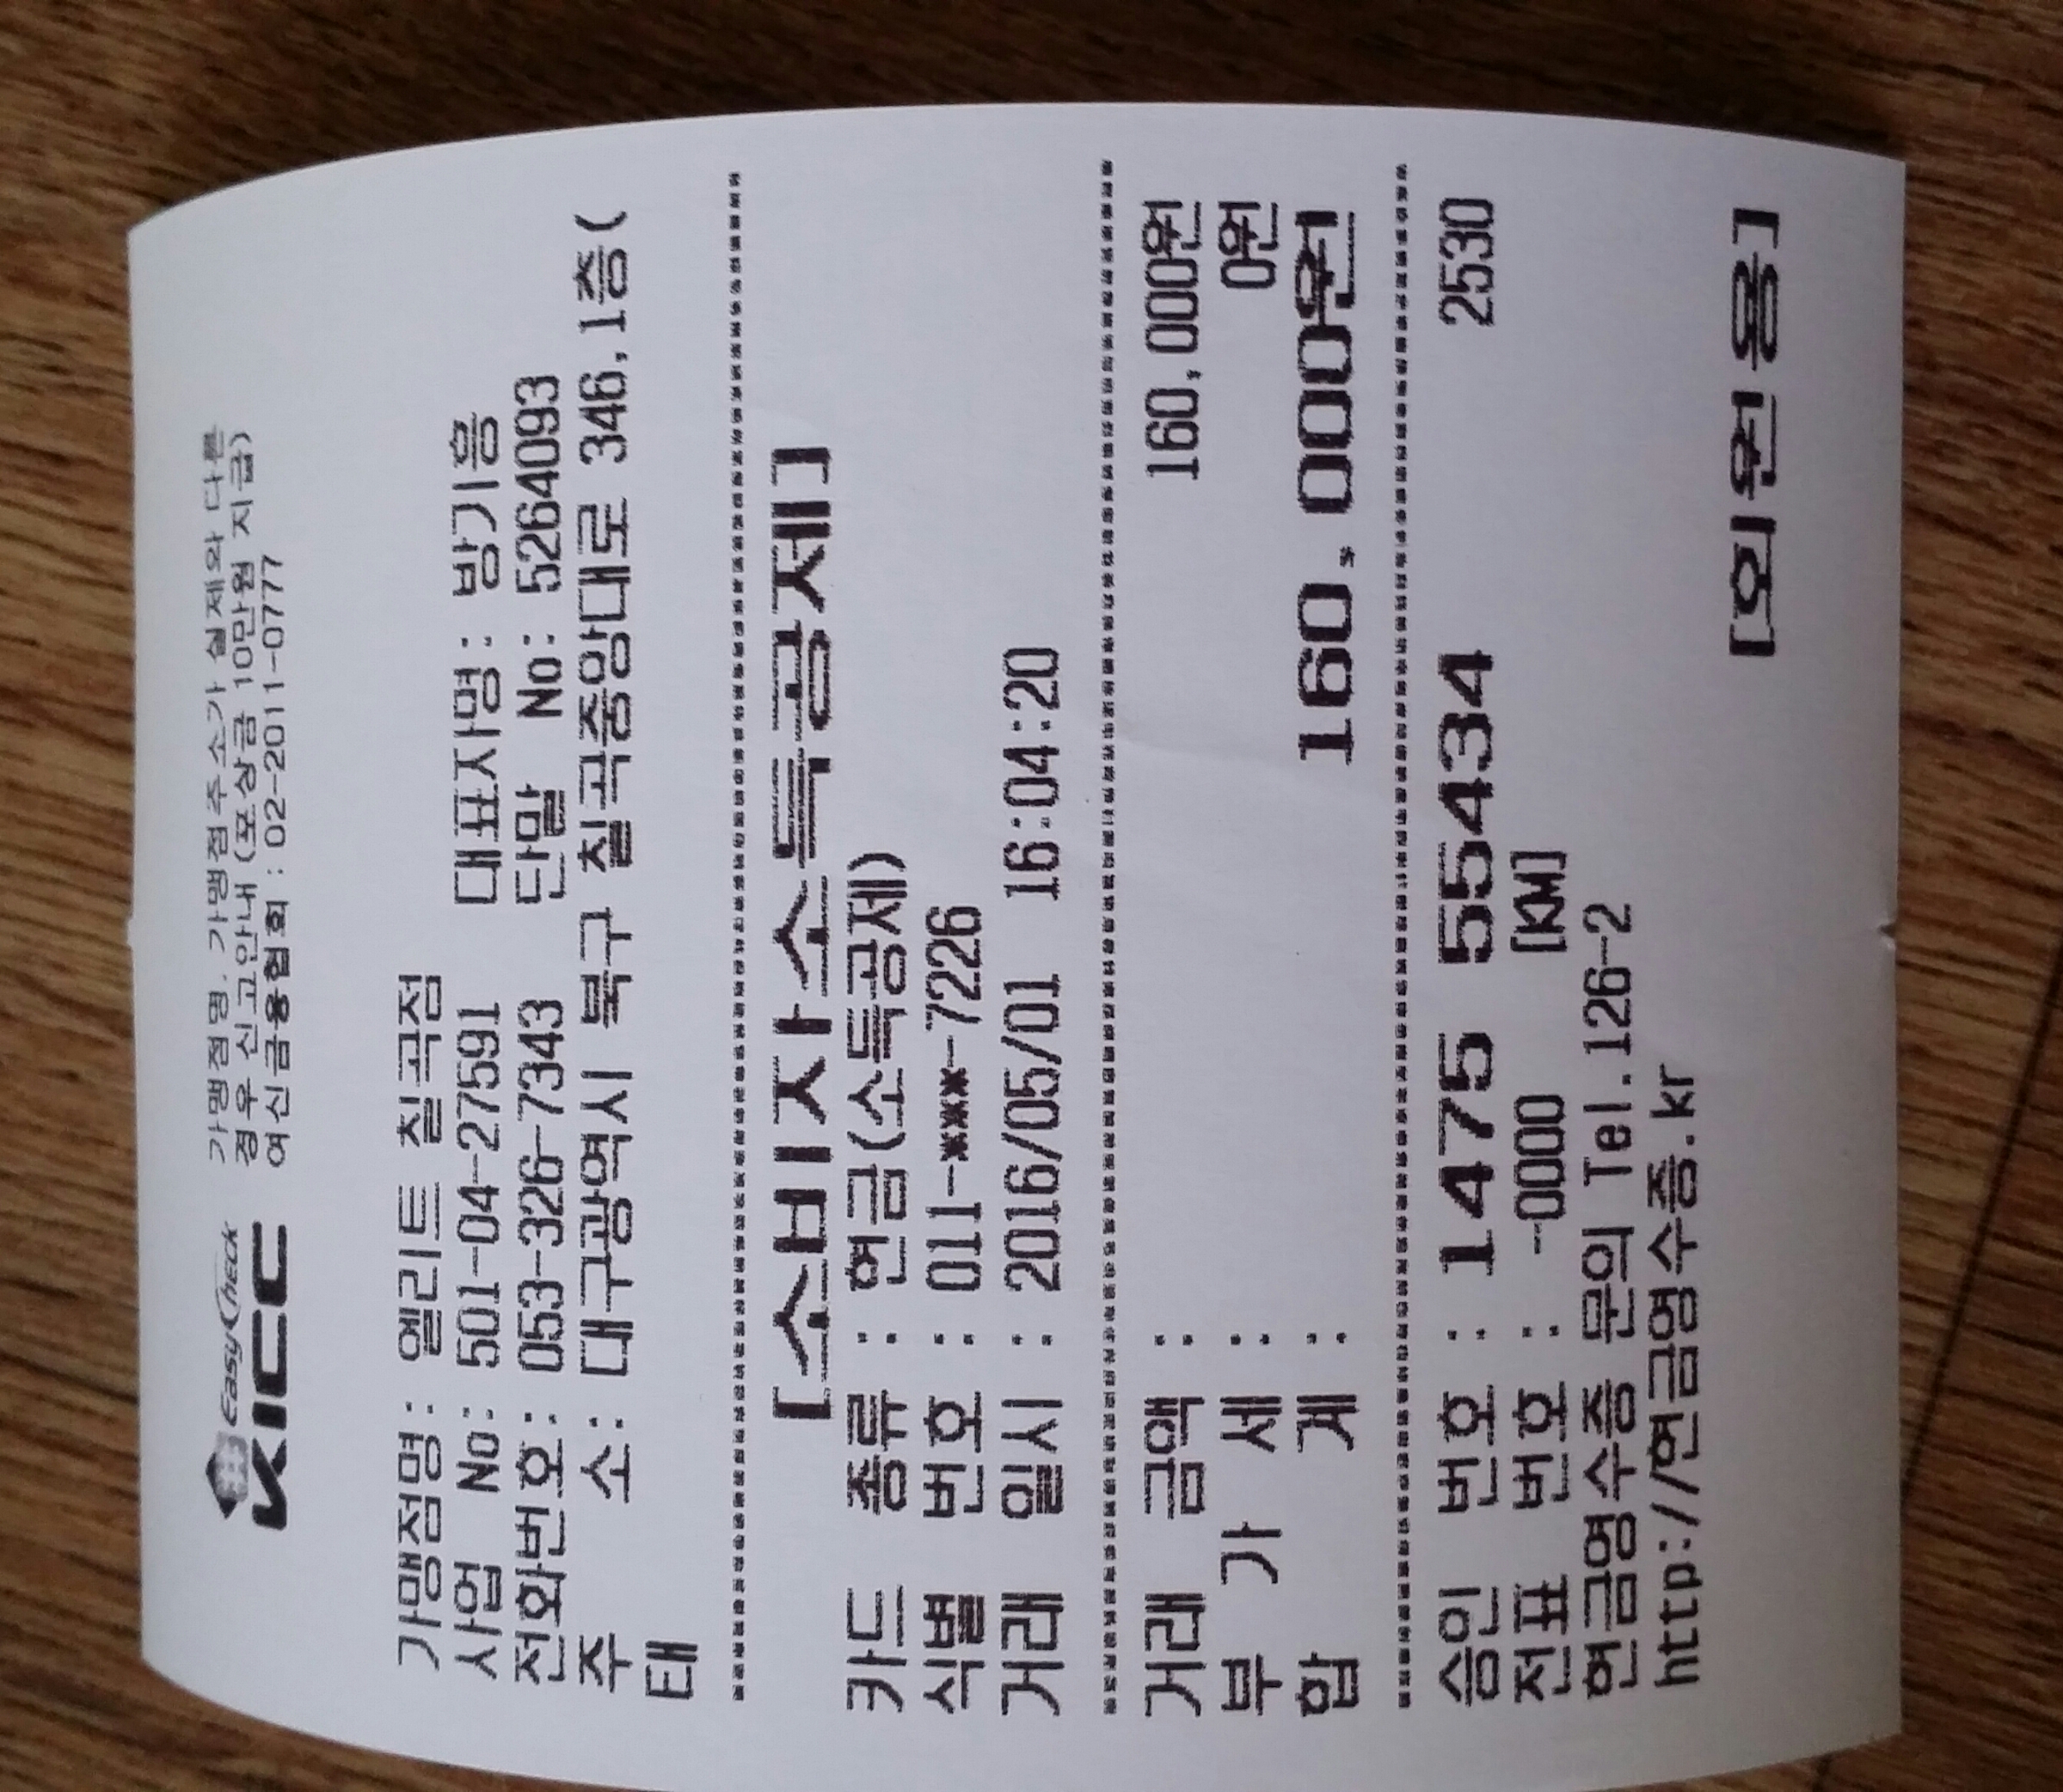 EasyCheck
KICC
가맹점명, 가맹점주소가 실제와 다른
경우 신고안내 (포상금 10만원 지급)
여신금융협회 : 02-2011-0777
가맹점명 : 엘리트 칠곡점
사업 No : 501-04-27591 대표자명 : 방기흥
전화번호 : 053-326-7343 단말 No : 5264093
주 소 : 대구광역시 북구 칠곡중앙대로 346,1층(
태
[소비자소득공제]
카드 종류 : 현금(소득공제)
식별 번호 : 011-***-7226
거래 일시 : 2016/05/01 16:04:20
거래 금액 : 160,000원
부 가 세 : 0원
합 계 : 160,000원
승인 번호 : 1475 55434 2530
전표 번호 : -0000 [KM]
현금영수증 문의 Tel.126-2
http://현금영수증.kr
[회원용]